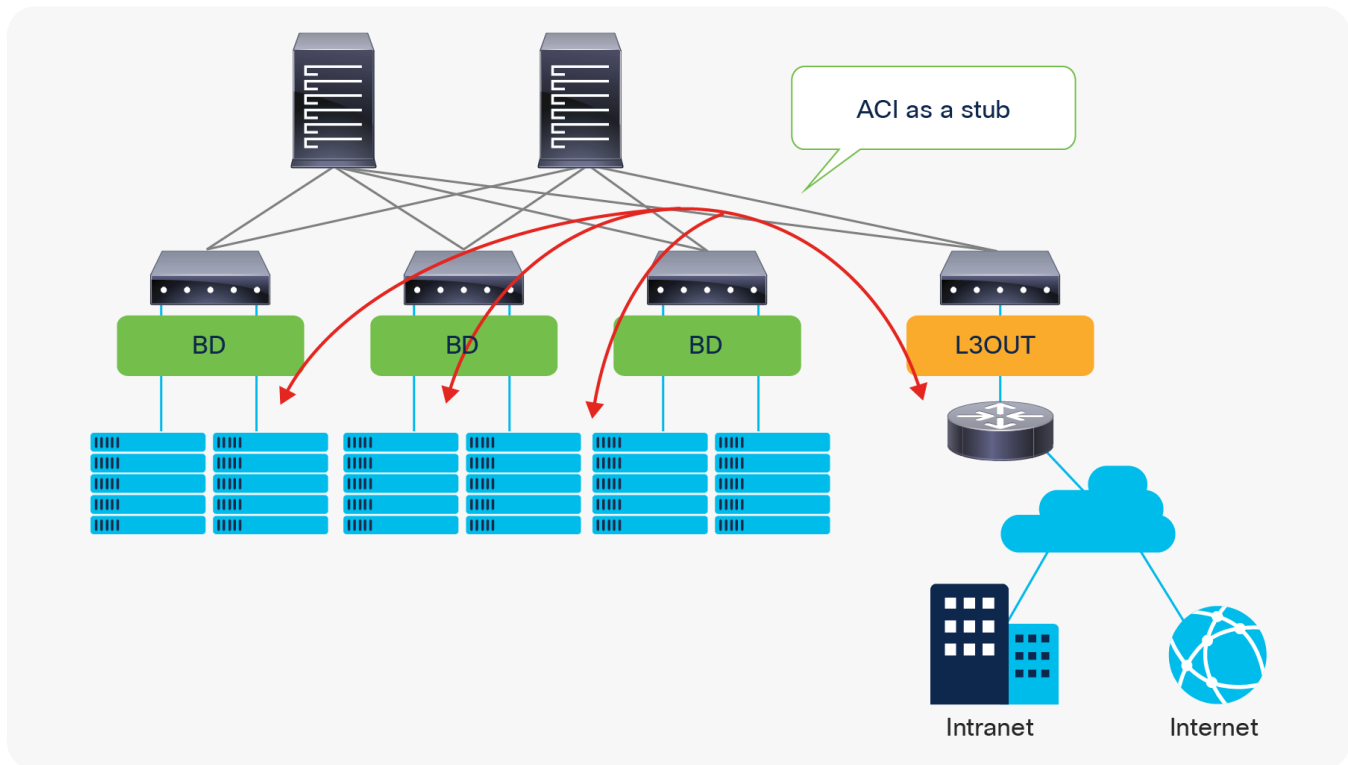 ACI as a stub
BD
BD
BD
L3OUT
Intranet
Internet